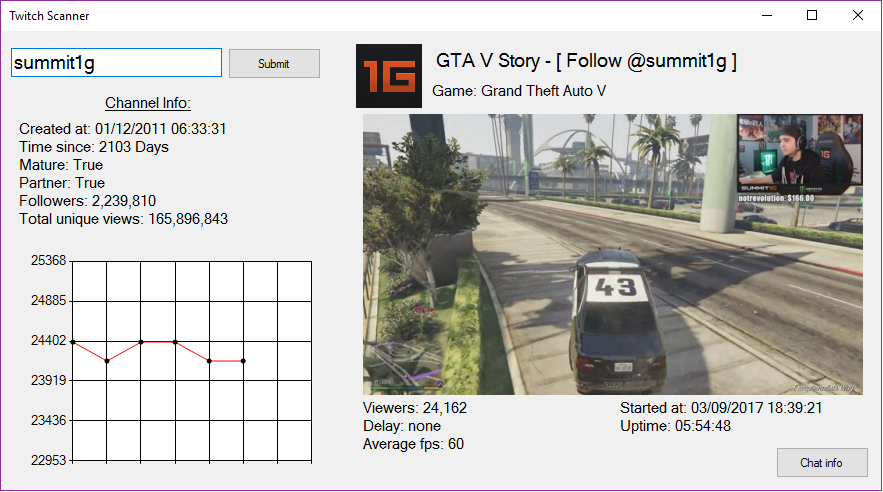 Twitch Scanner
summit1g
Submit
Channel Info:
Created at: 01/12/2011 06:33:31
Time since: 2103 Days
Mature: True
Partner: True
Followers: 2,239,810
Total unique views: 165,896,843
25368
24885
24402
23919
23436
22953
1G
GTA V Story - [ Follow @summit1g ]
Game: Grand Theft Auto V
SUMMIT1G
notrevolution: $166.00
43
Viewers: 24,162
Delay: none
Average fps: 60
Started at: 03/09/2017 18:39:21
Uptime: 05:54:48
Chat info